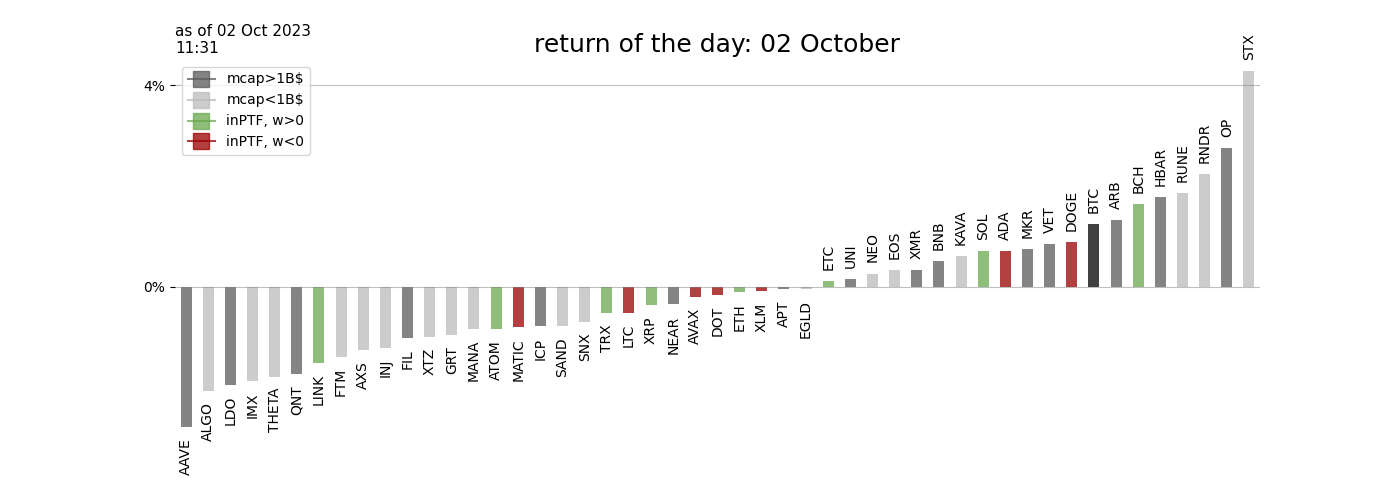 as of 02 Oct 2023
11:31
return of the day: 02 October
mcap>1B$
mcap<1B$
inPTF, w>0
inPTF, w<0
4%
0%
AAVE
ALGO
LDO
IMX
THETA
QNT
LINK
FTM
AXS
INJ
FIL
XTZ
GRT
MANA
ATOM
MATIC
ICP
SAND
SNX
TRX
LTC
XRP
NEAR
AVAX
DOT
ETH
XLM
APT
EGLD
ETC
UNI
NEO
EOS
XMR
BNB
KAVA
SOL
ADA
MKR
VET
DOGE
BTC
ARB
BCH
HBAR
RUNE
RNDR
OP
STX